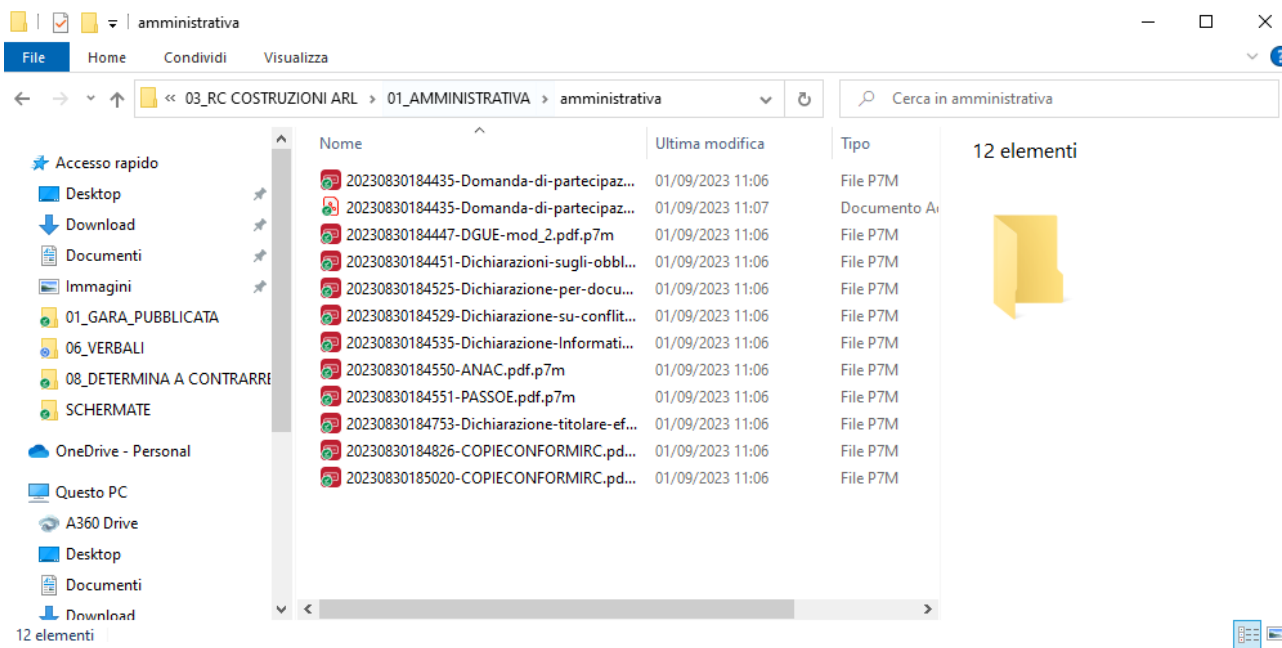 amministrativa
File Home Condividi Visualizza
« 03_RC COSTRUZIONI ARL › 01_AMMINISTRATIVA › amministrativa
Cerca in amministrativa
Accesso rapido
Desktop
Download
Documenti
Immagini
01_GARA_PUBBLICATA
06_VERBALI
08_DETERMINA A CONTRARRE
SCHERMATE
OneDrive - Personal
Questo PC
A360 Drive
Desktop
Documenti
Download
Nome Ultima modifica Tipo
20230830184435-Domanda-di-partecipaz... 01/09/2023 11:06 File P7M
20230830184435-Domanda-di-partecipaz... 01/09/2023 11:07 Documento
20230830184447-DGUE-mod_2.pdf.p7m 01/09/2023 11:06 File P7M
20230830184451-Dichiarazioni-sugli-obbl... 01/09/2023 11:06 File P7M
20230830184525-Dichiarazione-per-docu... 01/09/2023 11:06 File P7M
20230830184529-Dichiarazione-su-conflit... 01/09/2023 11:06 File P7M
20230830184535-Dichiarazione-Informati... 01/09/2023 11:06 File P7M
20230830184550-ANAC.pdf.p7m 01/09/2023 11:06 File P7M
20230830184551-PASSOE.pdf.p7m 01/09/2023 11:06 File P7M
20230830184753-Dichiarazione-titolare-ef... 01/09/2023 11:06 File P7M
20230830184826-COPIECONFORMIRC.pd... 01/09/2023 11:06 File P7M
20230830185020-COPIECONFORMIRC.pd... 01/09/2023 11:06 File P7M
12 elementi
12 elementi